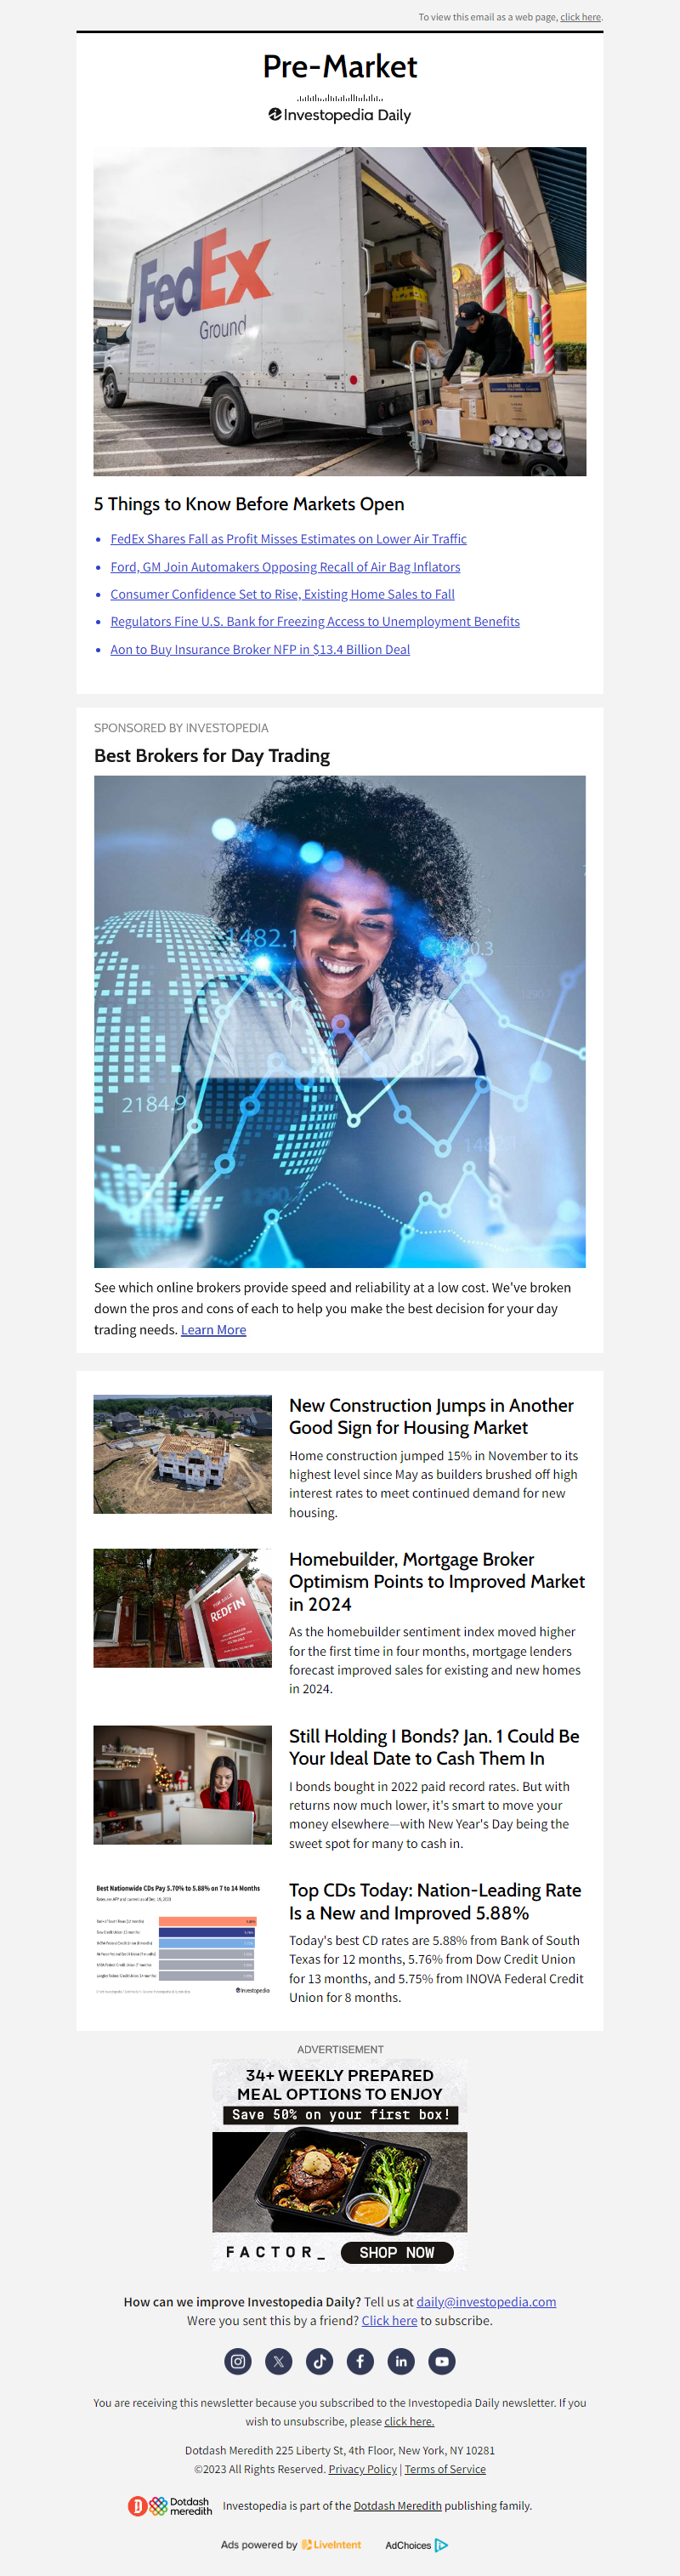 To view this email as a web page, click here.
Pre-Market
Investopedia Daily
FedEx
Ground
5 Things to Know Before Markets Open
FedEx Shares Fall as Profit Misses Estimates on Lower Air Traffic
Ford, GM Join Automakers Opposing Recall of Air Bag Inflators
Consumer Confidence Set to Rise, Existing Home Sales to Fall
Regulators Fine U.S. Bank for Freezing Access to Unemployment Benefits
Aon to Buy Insurance Broker NFP in $13.4 Billion Deal
SPONSORED BY INVESTOPEDIA
Best Brokers for Day Trading
1482.1
2184.9
See which online brokers provide speed and reliability at a low cost. We've broken
down the pros and cons of each to help you make the best decision for your day
trading needs. Learn More
New Construction Jumps in Another
Good Sign for Housing Market
Home construction jumped 15% in November to its
highest level since May as builders brushed off high
interest rates to meet continued demand for new
housing.
FOR SALE
REDFIN
Homebuilder, Mortgage Broker
Optimism Points to Improved Market
in 2024
As the homebuilder sentiment index moved higher
for the first time in four months, mortgage lenders
forecast improved sales for existing and new homes
in 2024.
Still Holding I Bonds? Jan. 1 Could Be
Your Ideal Date to Cash Them In
I bonds bought in 2022 paid record rates. But with
returns now much lower, it's smart to move your
money elsewhere—with New Year's Day being the
sweet spot for many to cash in.
Best Nationwide CDs Pay 5.70% to 5.88% on 7 to 14 Months
Investopedia
Top CDs Today: Nation-Leading Rate
Is a New and Improved 5.88%
Today's best CD rates are 5.88% from Bank of South
Texas for 12 months, 5.76% from Dow Credit Union
for 13 months, and 5.75% from INOVA Federal Credit
Union for 8 months.
ADVERTISEMENT
34+ WEEKLY PREPARED
MEAL OPTIONS TO ENJOY
Save 50% on your first box!
FACTOR_ SHOP NOW
How can we improve Investopedia Daily? Tell us at daily@investopedia.com
Were you sent this by a friend? Click here to subscribe.
You are receiving this newsletter because you subscribed to the Investopedia Daily newsletter. If you
wish to unsubscribe, please click here.
Dotdash Meredith 225 Liberty St, 4th Floor, New York, NY 10281
©2023 All Rights Reserved. Privacy Policy | Terms of Service
Dotdash
meredith
Investopedia is part of the Dotdash Meredith publishing family.
Ads powered by LiveIntent AdChoices